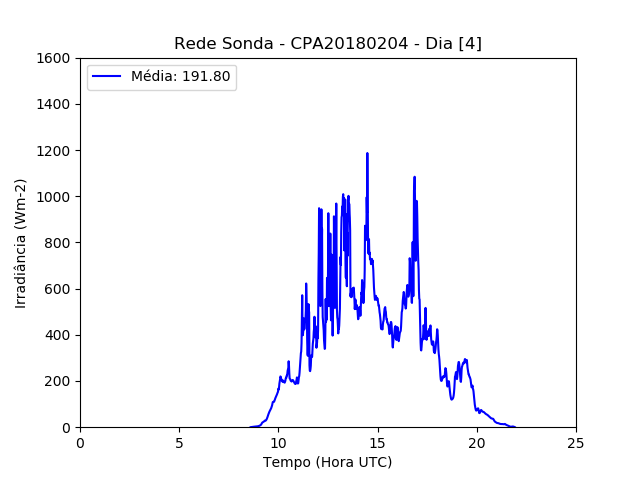 Rede Sonda - CPA20180204 - Dia [4]
Média: 191.80
Irradiância (Wm-2)
1600
1400
1200
1000
800
600
400
200
0
0 5 10 15 20 25
Tempo (Hora UTC)